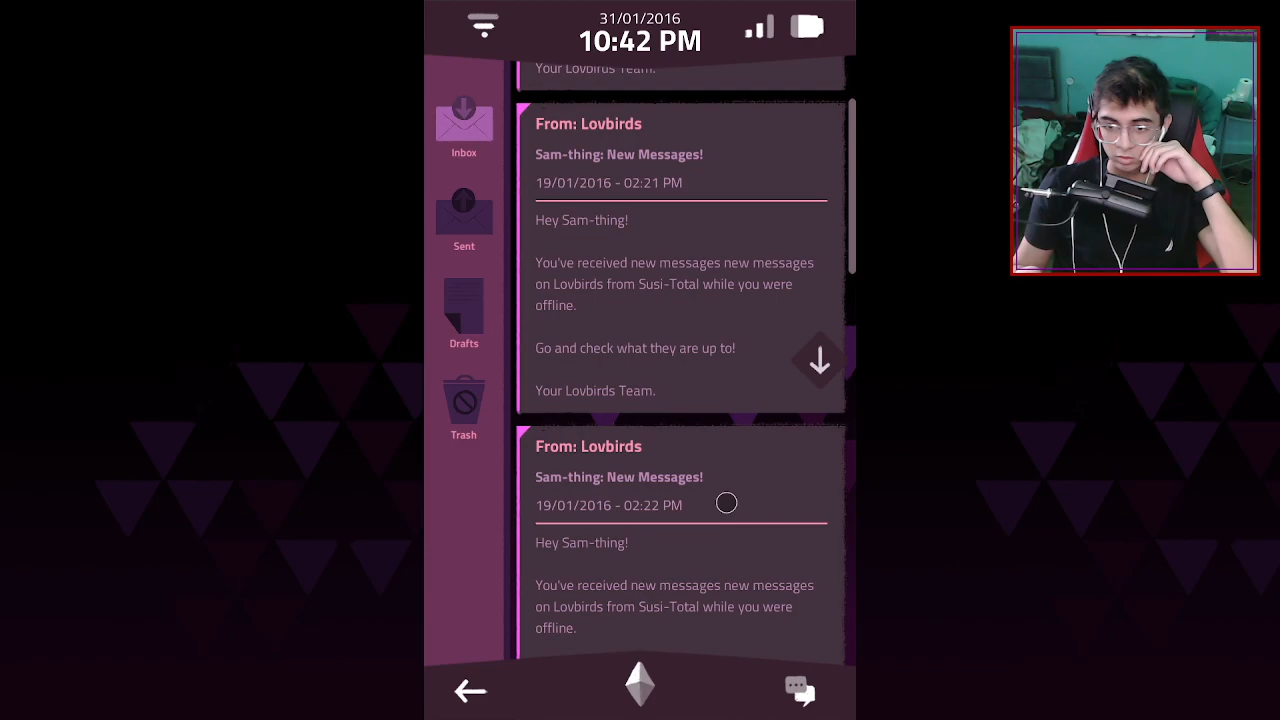 31/01/2016
10:42 PM
Your Lovbirds Team.
Inbox
Sent
Drafts
Trash
From: Lovbirds
Sam-thing: New Messages!
19/01/2016 - 02:21 PM
Hey Sam-thing!
You've received new messages new messages
on Lovbirds from Susi-Total while you were
offline.
Go and check what they are up to!
Your Lovbirds Team.
From: Lovbirds
Sam-thing: New Messages!
19/01/2016 - 02:22 PM
Hey Sam-thing!
You've received new messages new messages
on Lovbirds from Susi-Total while you were
offline.